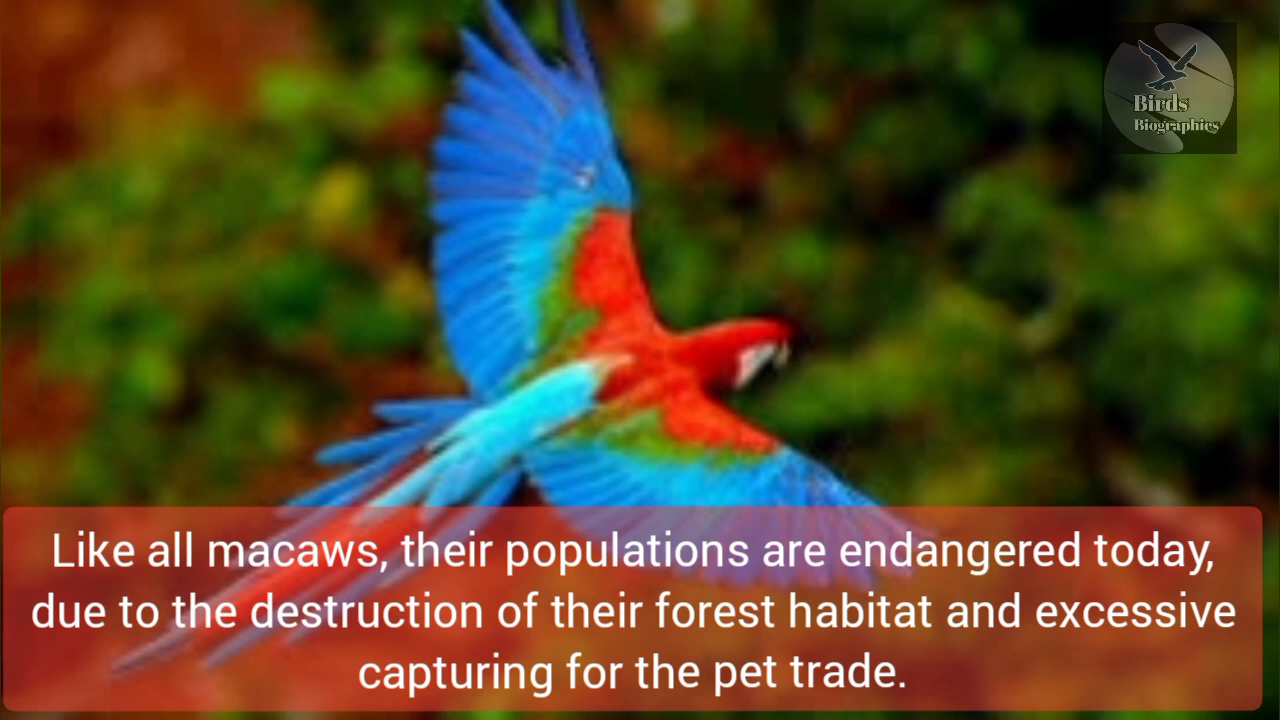 Birds
Biographics
Like all macaws, their populations are endangered today,
due to the destruction of their forest habitat and excessive
capturing for the pet trade.